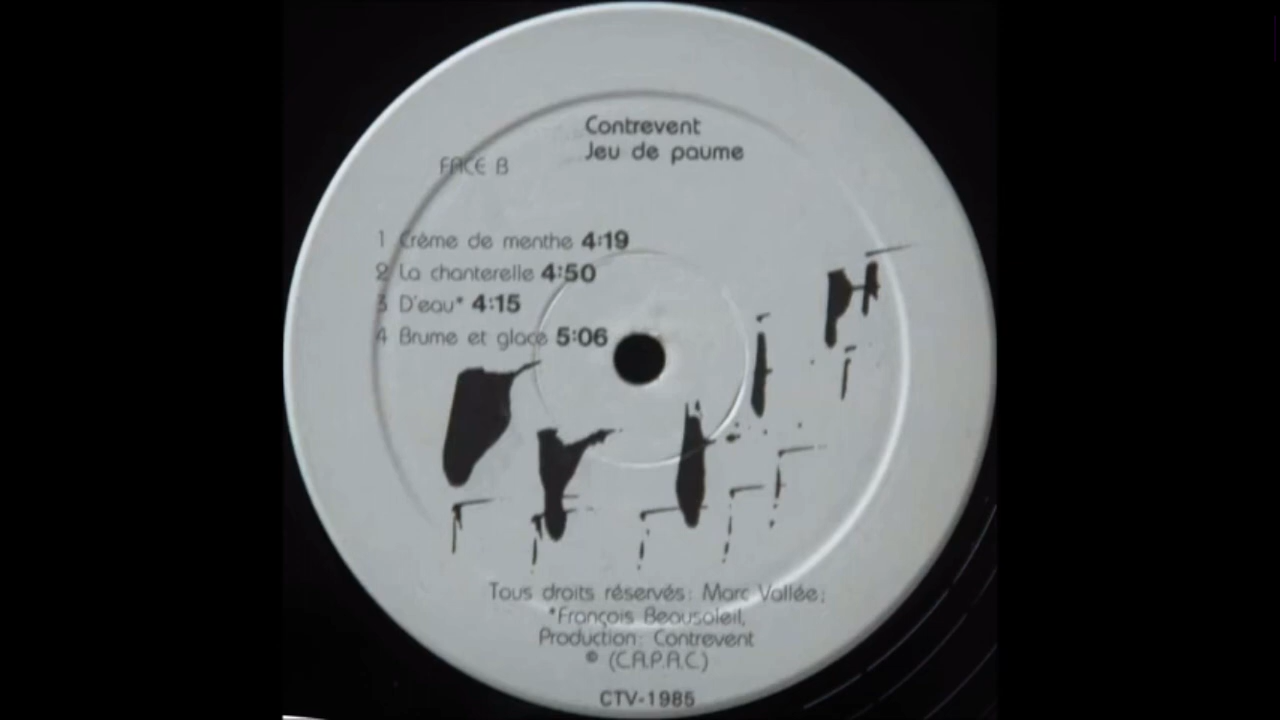 Contrevent
Jeu de paume
FACE B
1 Crème de menthe 4:19
2 La chanterelle 4:50
3 D'eau* 4:15
4 Brume et glace 5:06
Tous droits réservés: Marc Vallée;
*François Beausoleil,
Production: Contrevent
© (C.A.P.A.C.)
CTV-1985